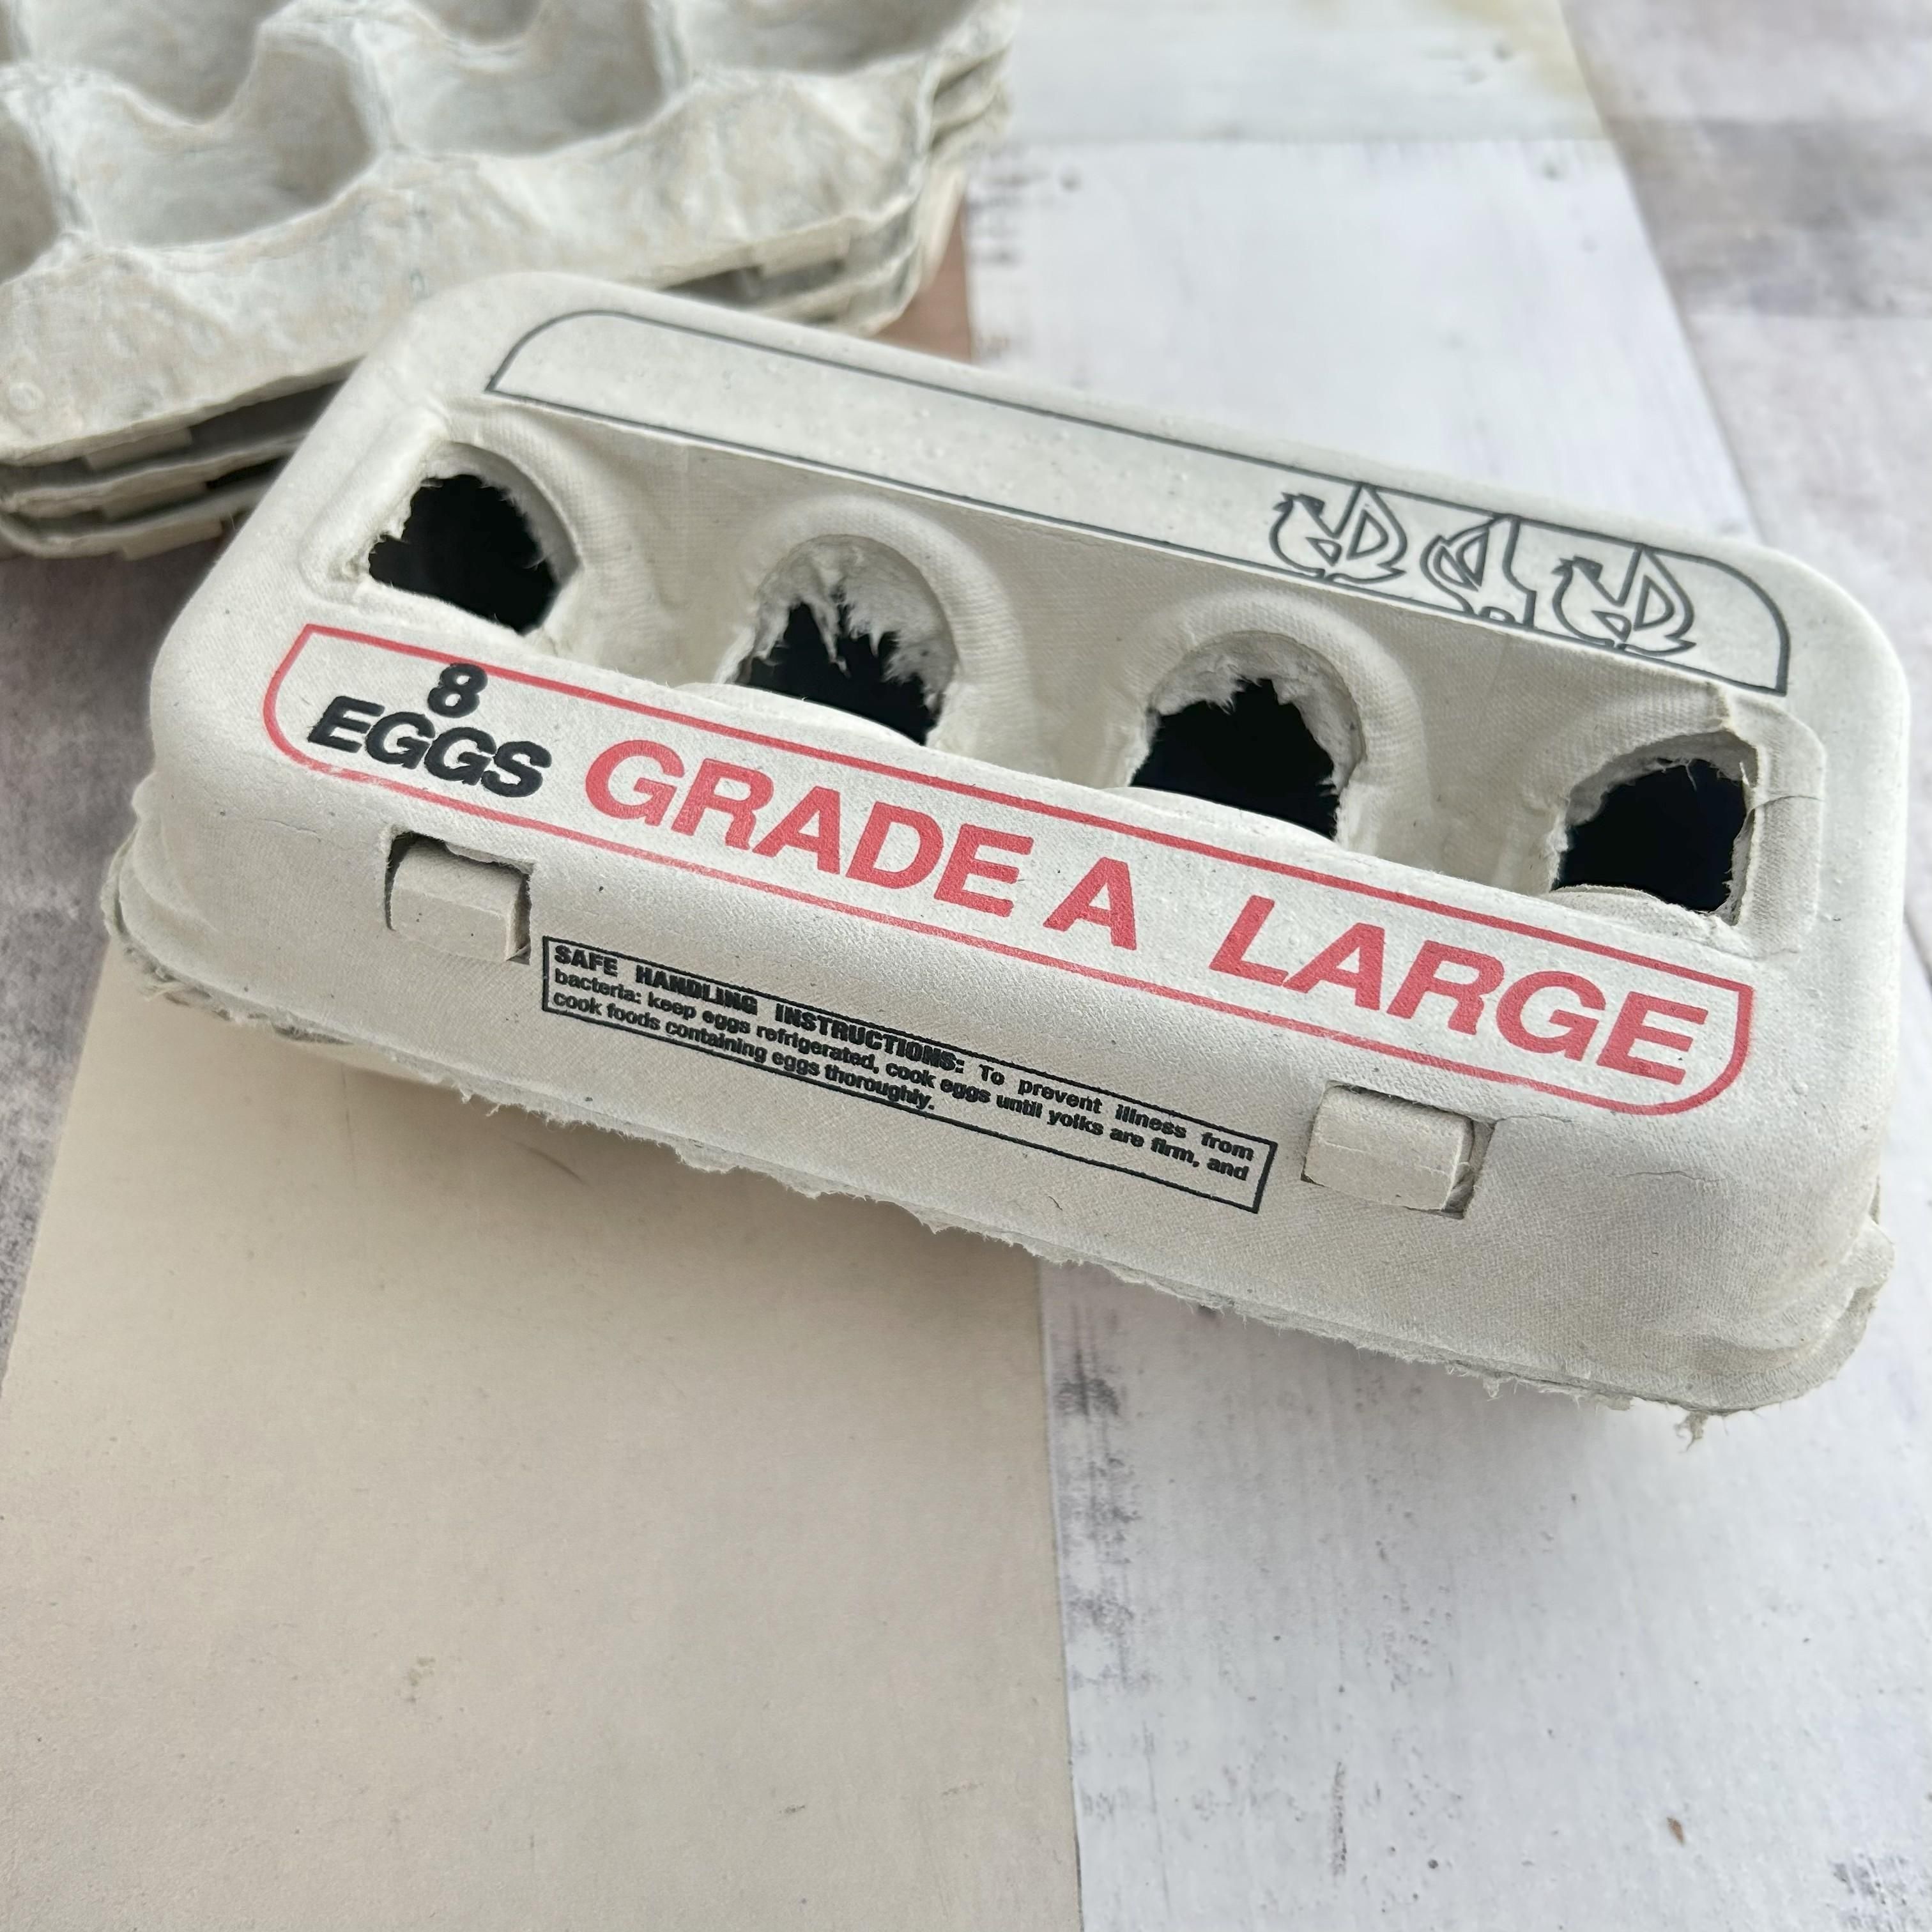 8
EGGS
GRADE A LARGE
SAFE HANDLING INSTRUCTIONS: To prevent illness from
bacteria: keep eggs refrigerated, cook eggs until yolks are firm, and
cook foods containing eggs thoroughly.